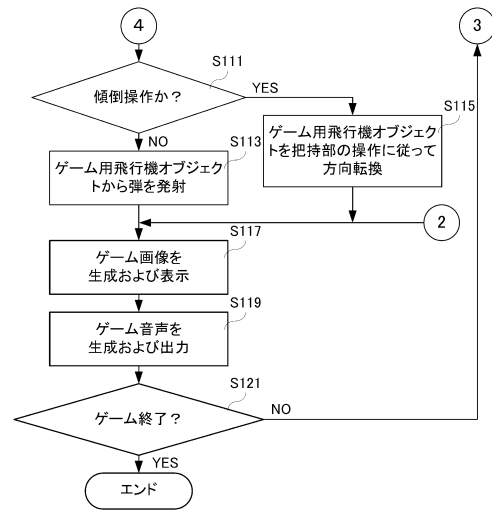 4
3
S111
傾倒操作か？
YES
S115
NO
S113
ゲーム用飛行機オブジェク
トを把持部の操作に従って
方向転換
ゲーム用飛行機オブジェク
トから弾を発射
2
S117
ゲーム画像を
生成および表示
S119
ゲーム音声を
生成および出力
S121
ゲーム終了？
NO
YES
エンド